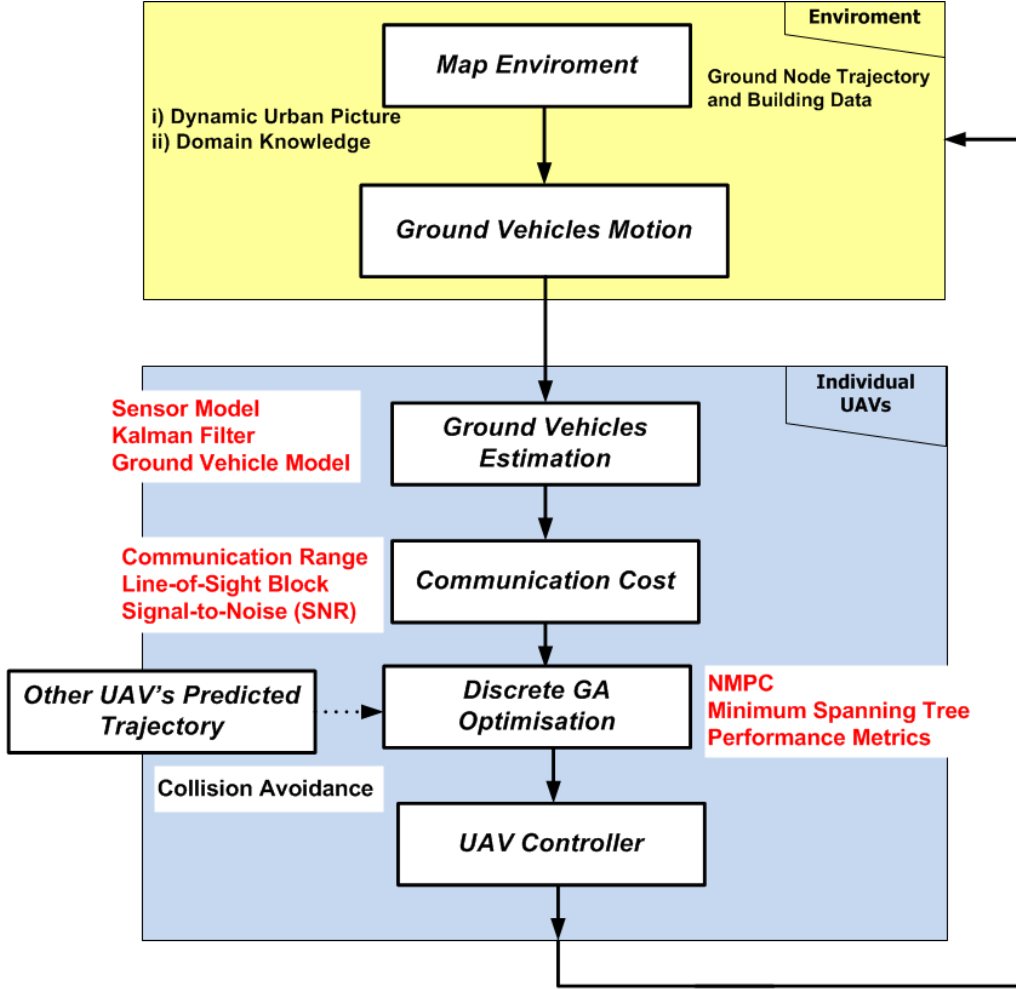 Enviroment
Map Enviroment
Ground Node Trajectory
and Building Data
i) Dynamic Urban Picture
ii) Domain Knowledge
Ground Vehicles Motion
Individual
UAVs
Sensor Model
Kalman Filter
Ground Vehicle Model
Ground Vehicles
Estimation
Communication Range
Line-of-Sight Block
Signal-to-Noise (SNR)
Communication Cost
Other UAV's Predicted
Trajectory
Discrete GA
Optimisation
NMPC
Minimum Spanning Tree
Performance Metrics
Collision Avoidance
UAV Controller